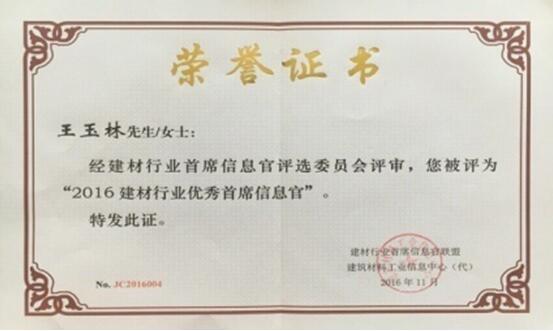 荣誉证书
王玉林先生/女士:
经建材行业首席信息官评选委员会评审，您被评为
“2016建材行业优秀首席信息官”。
特发此证。
建材行业首席信息官联盟
建筑材料工业信息中心（代）
2016年11月
No. JC2016004